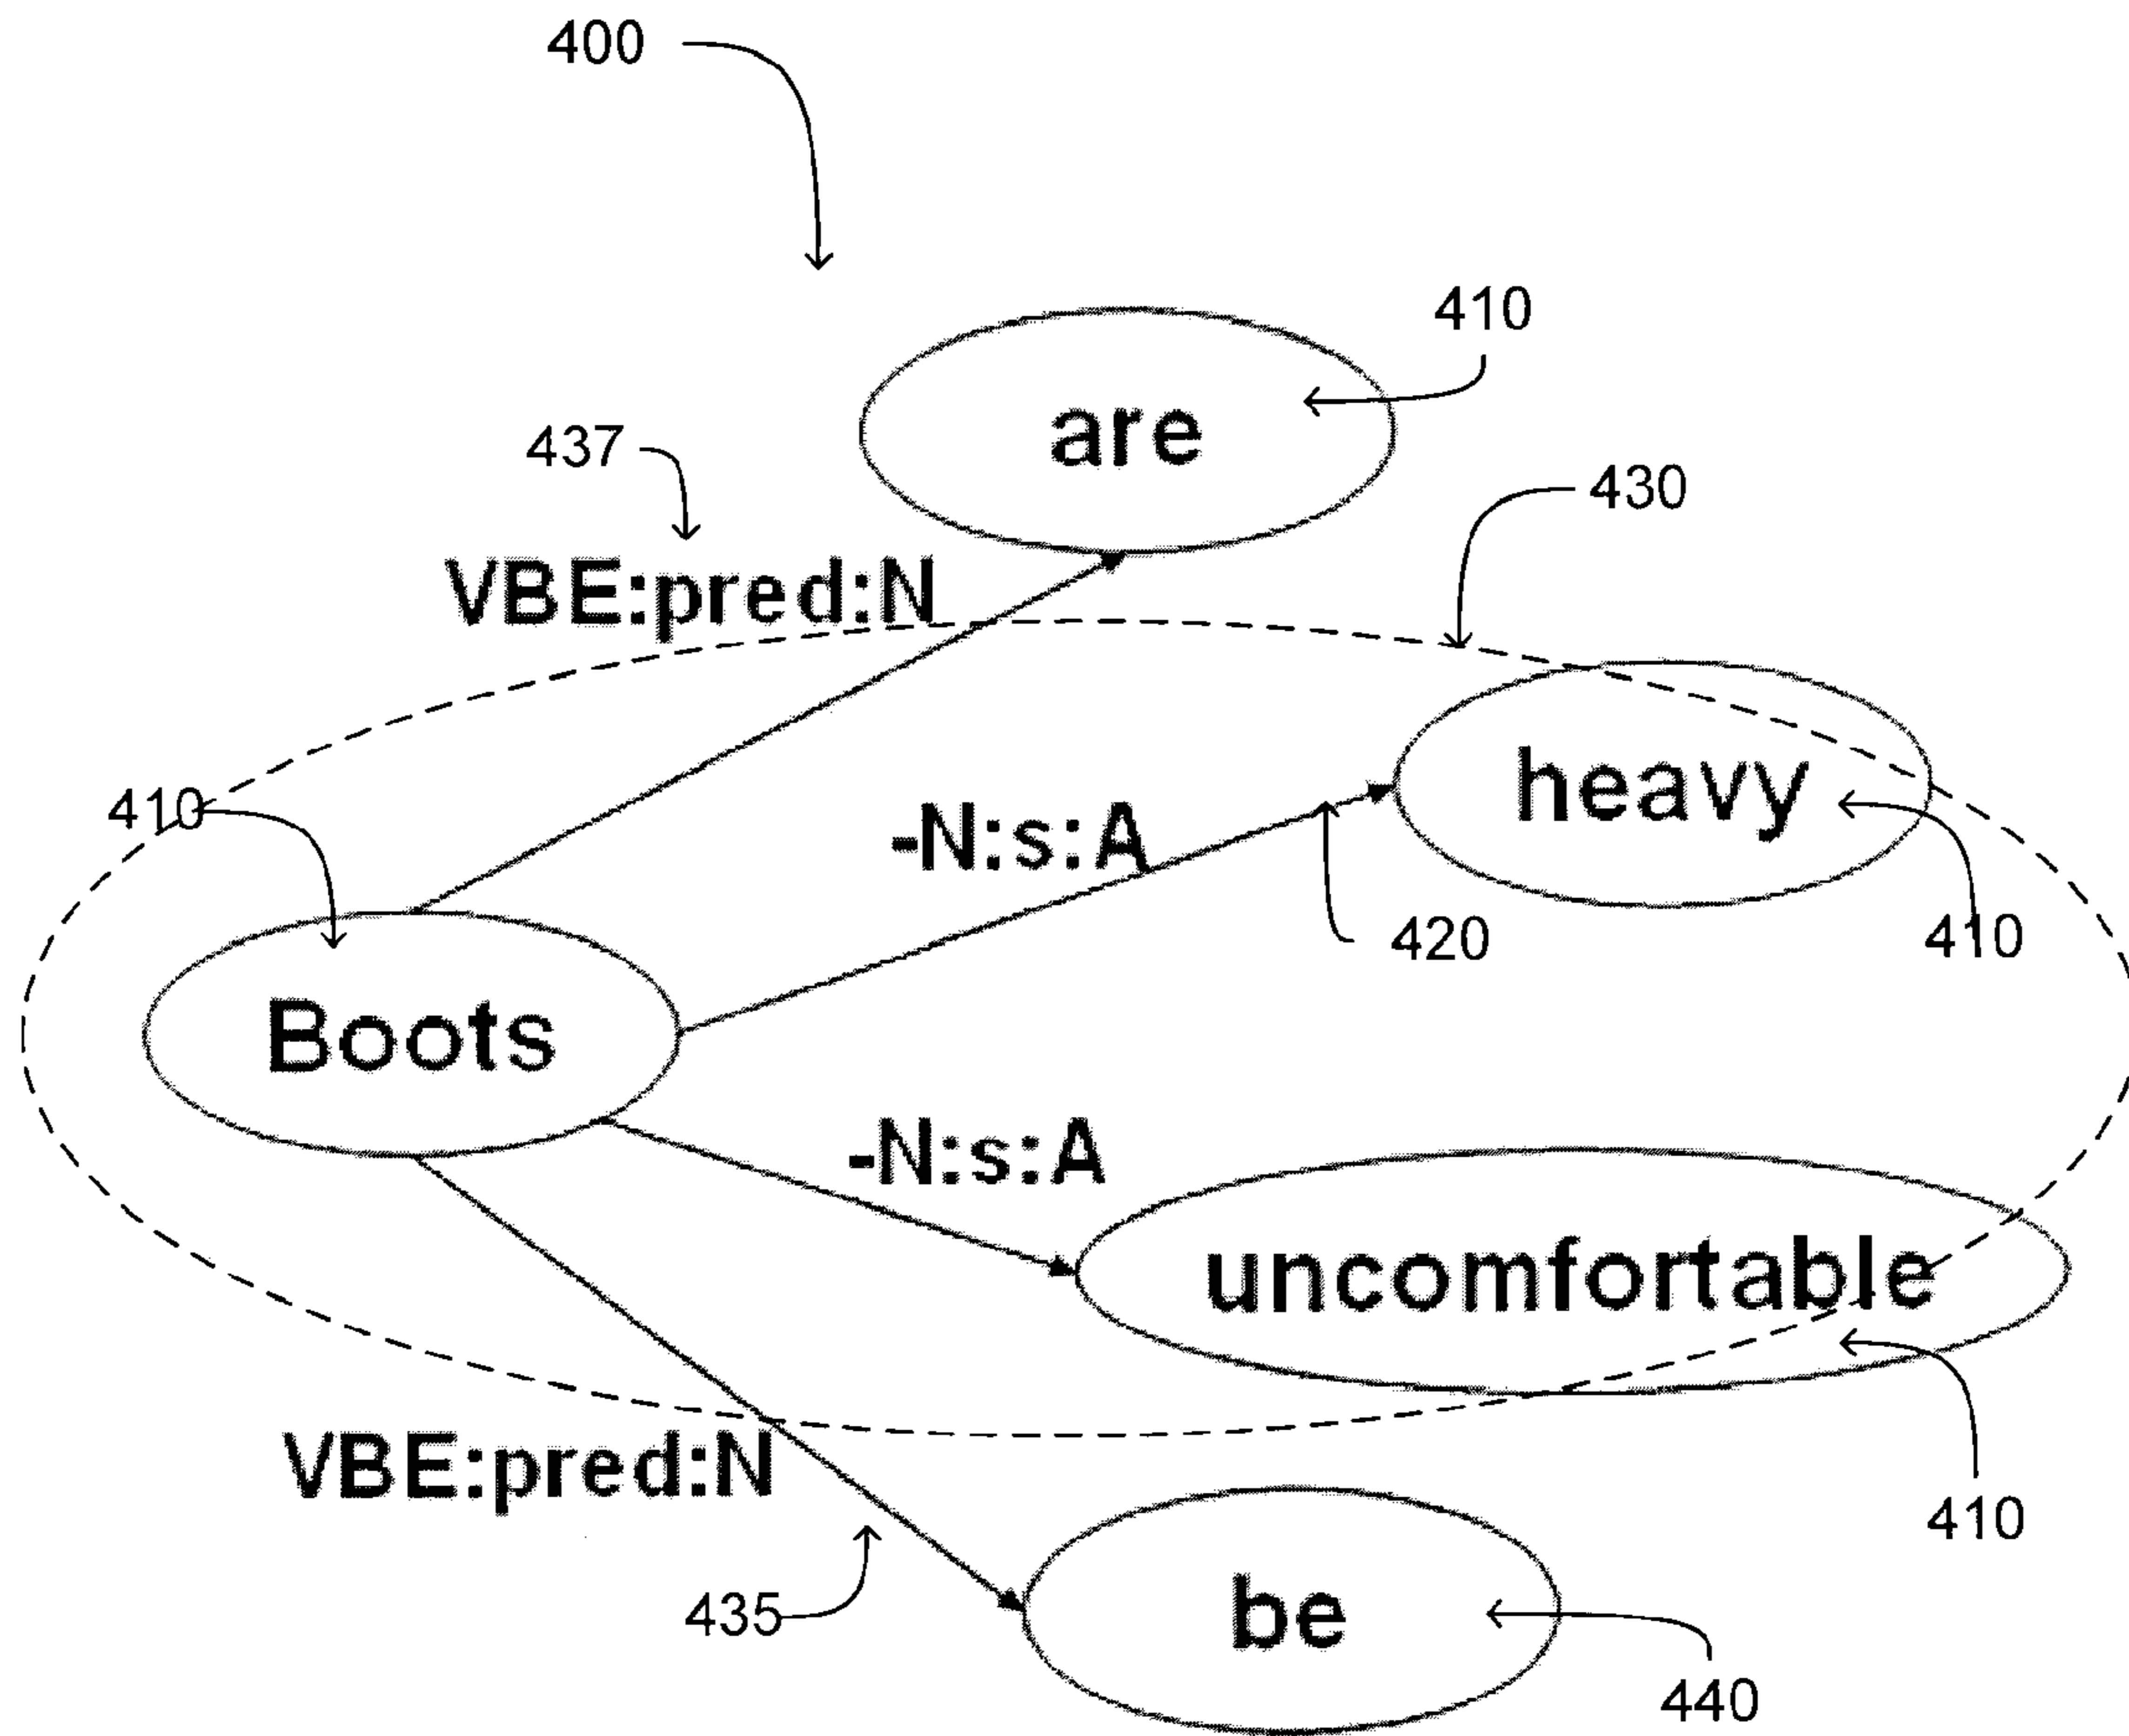 400
410
are
437
430
VBE:pred:N
heavy
410
-N:s:A
420
410
Boots
-N:s:A
uncomfortable
VBE:pred:N
410
435
be
440